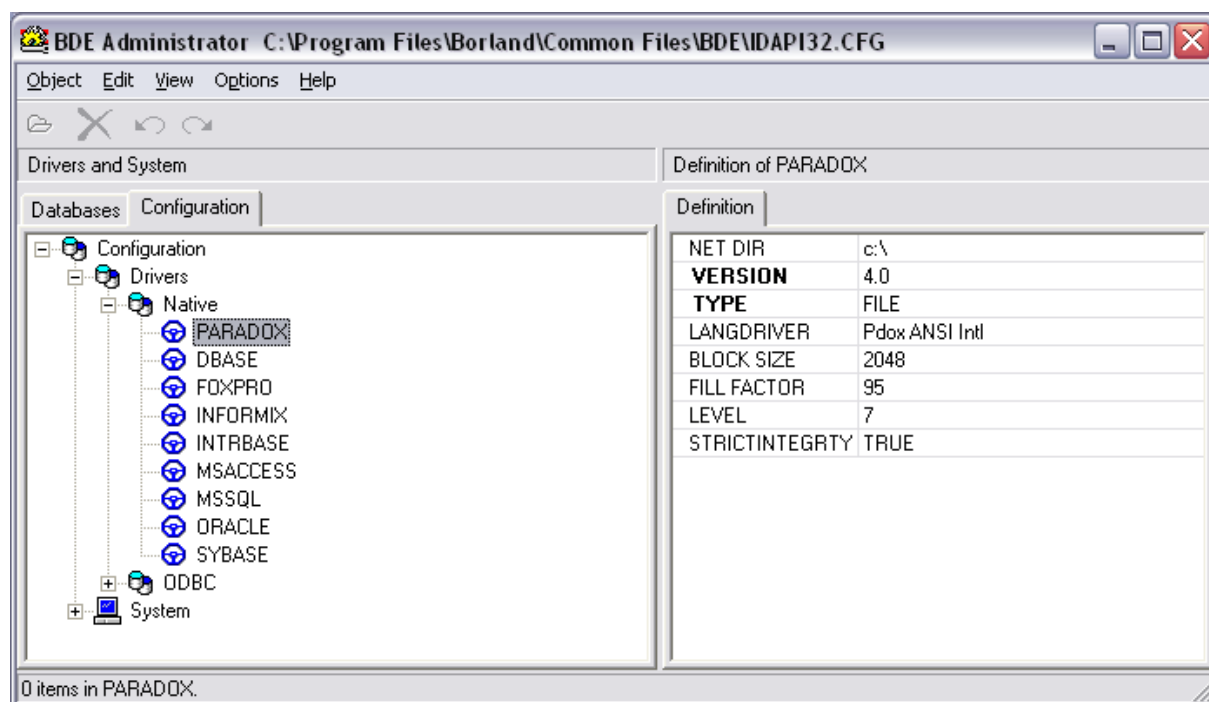 BDE Administrator C:\Program Files\Borland\Common Files\BDE\IDAPI32.CFG
Object Edit View Options Help
Drivers and System
Definition of PARADOX
Databases Configuration
Definition
Configuration
Drivers
Native
PARADOX
DBASE
FOXPRO
INFORMIX
INTRBASE
MSACCESS
MSSQL
ORACLE
SYBASE
ODBC
System
NET DIR c:\
VERSION 4.0
TYPE FILE
LANGDRIVER Pdox ANSI Intl
BLOCK SIZE 2048
FILL FACTOR 95
LEVEL 7
STRICTINTEGRTY TRUE
0 items in PARADOX.